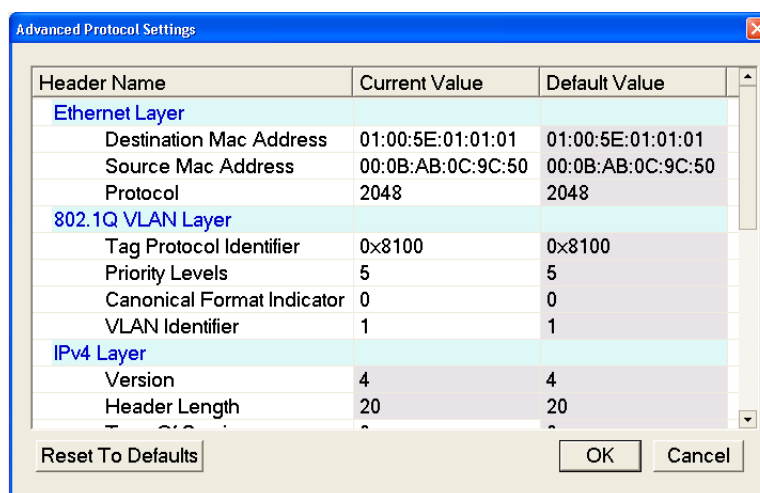 Advanced Protocol Settings
Header Name Current Value Default Value
Ethernet Layer
Destination Mac Address 01:00:5E:01:01:01 01:00:5E:01:01:01
Source Mac Address 00:0B:AB:0C:9C:50 00:0B:AB:0C:9C:50
Protocol 2048 2048
802.1Q VLAN Layer
Tag Protocol Identifier 0x8100 0x8100
Priority Levels 5 5
Canonical Format Indicator 0 0
VLAN Identifier 1 1
IPv4 Layer
Version 4 4
Header Length 20 20
Reset To Defaults OK Cancel